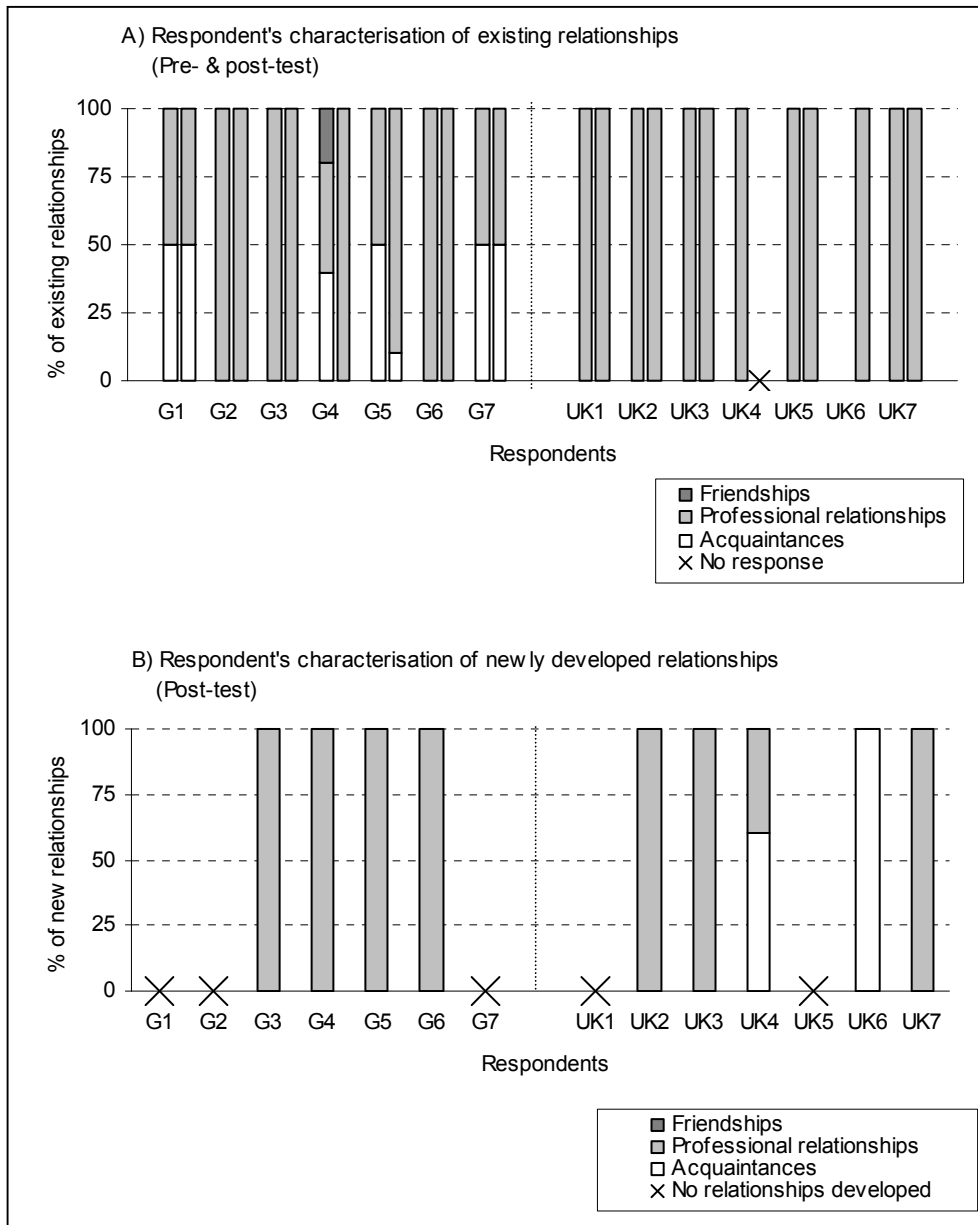 A) Respondent's characterisation of existing relationships
(Pre- & post-test)
% of existing relationships
100
75
50
25
0
G1 G2 G3 G4 G5 G6 G7 UK1 UK2 UK3 UK4 UK5 UK6 UK7
Respondents
Friendships
Professional relationships
Acquaintances
No response
B) Respondent's characterisation of newly developed relationships
(Post-test)
% of new relationships
100
75
50
25
0
G1 G2 G3 G4 G5 G6 G7 UK1 UK2 UK3 UK4 UK5 UK6 UK7
Respondents
Friendships
Professional relationships
Acquaintances
No relationships developed